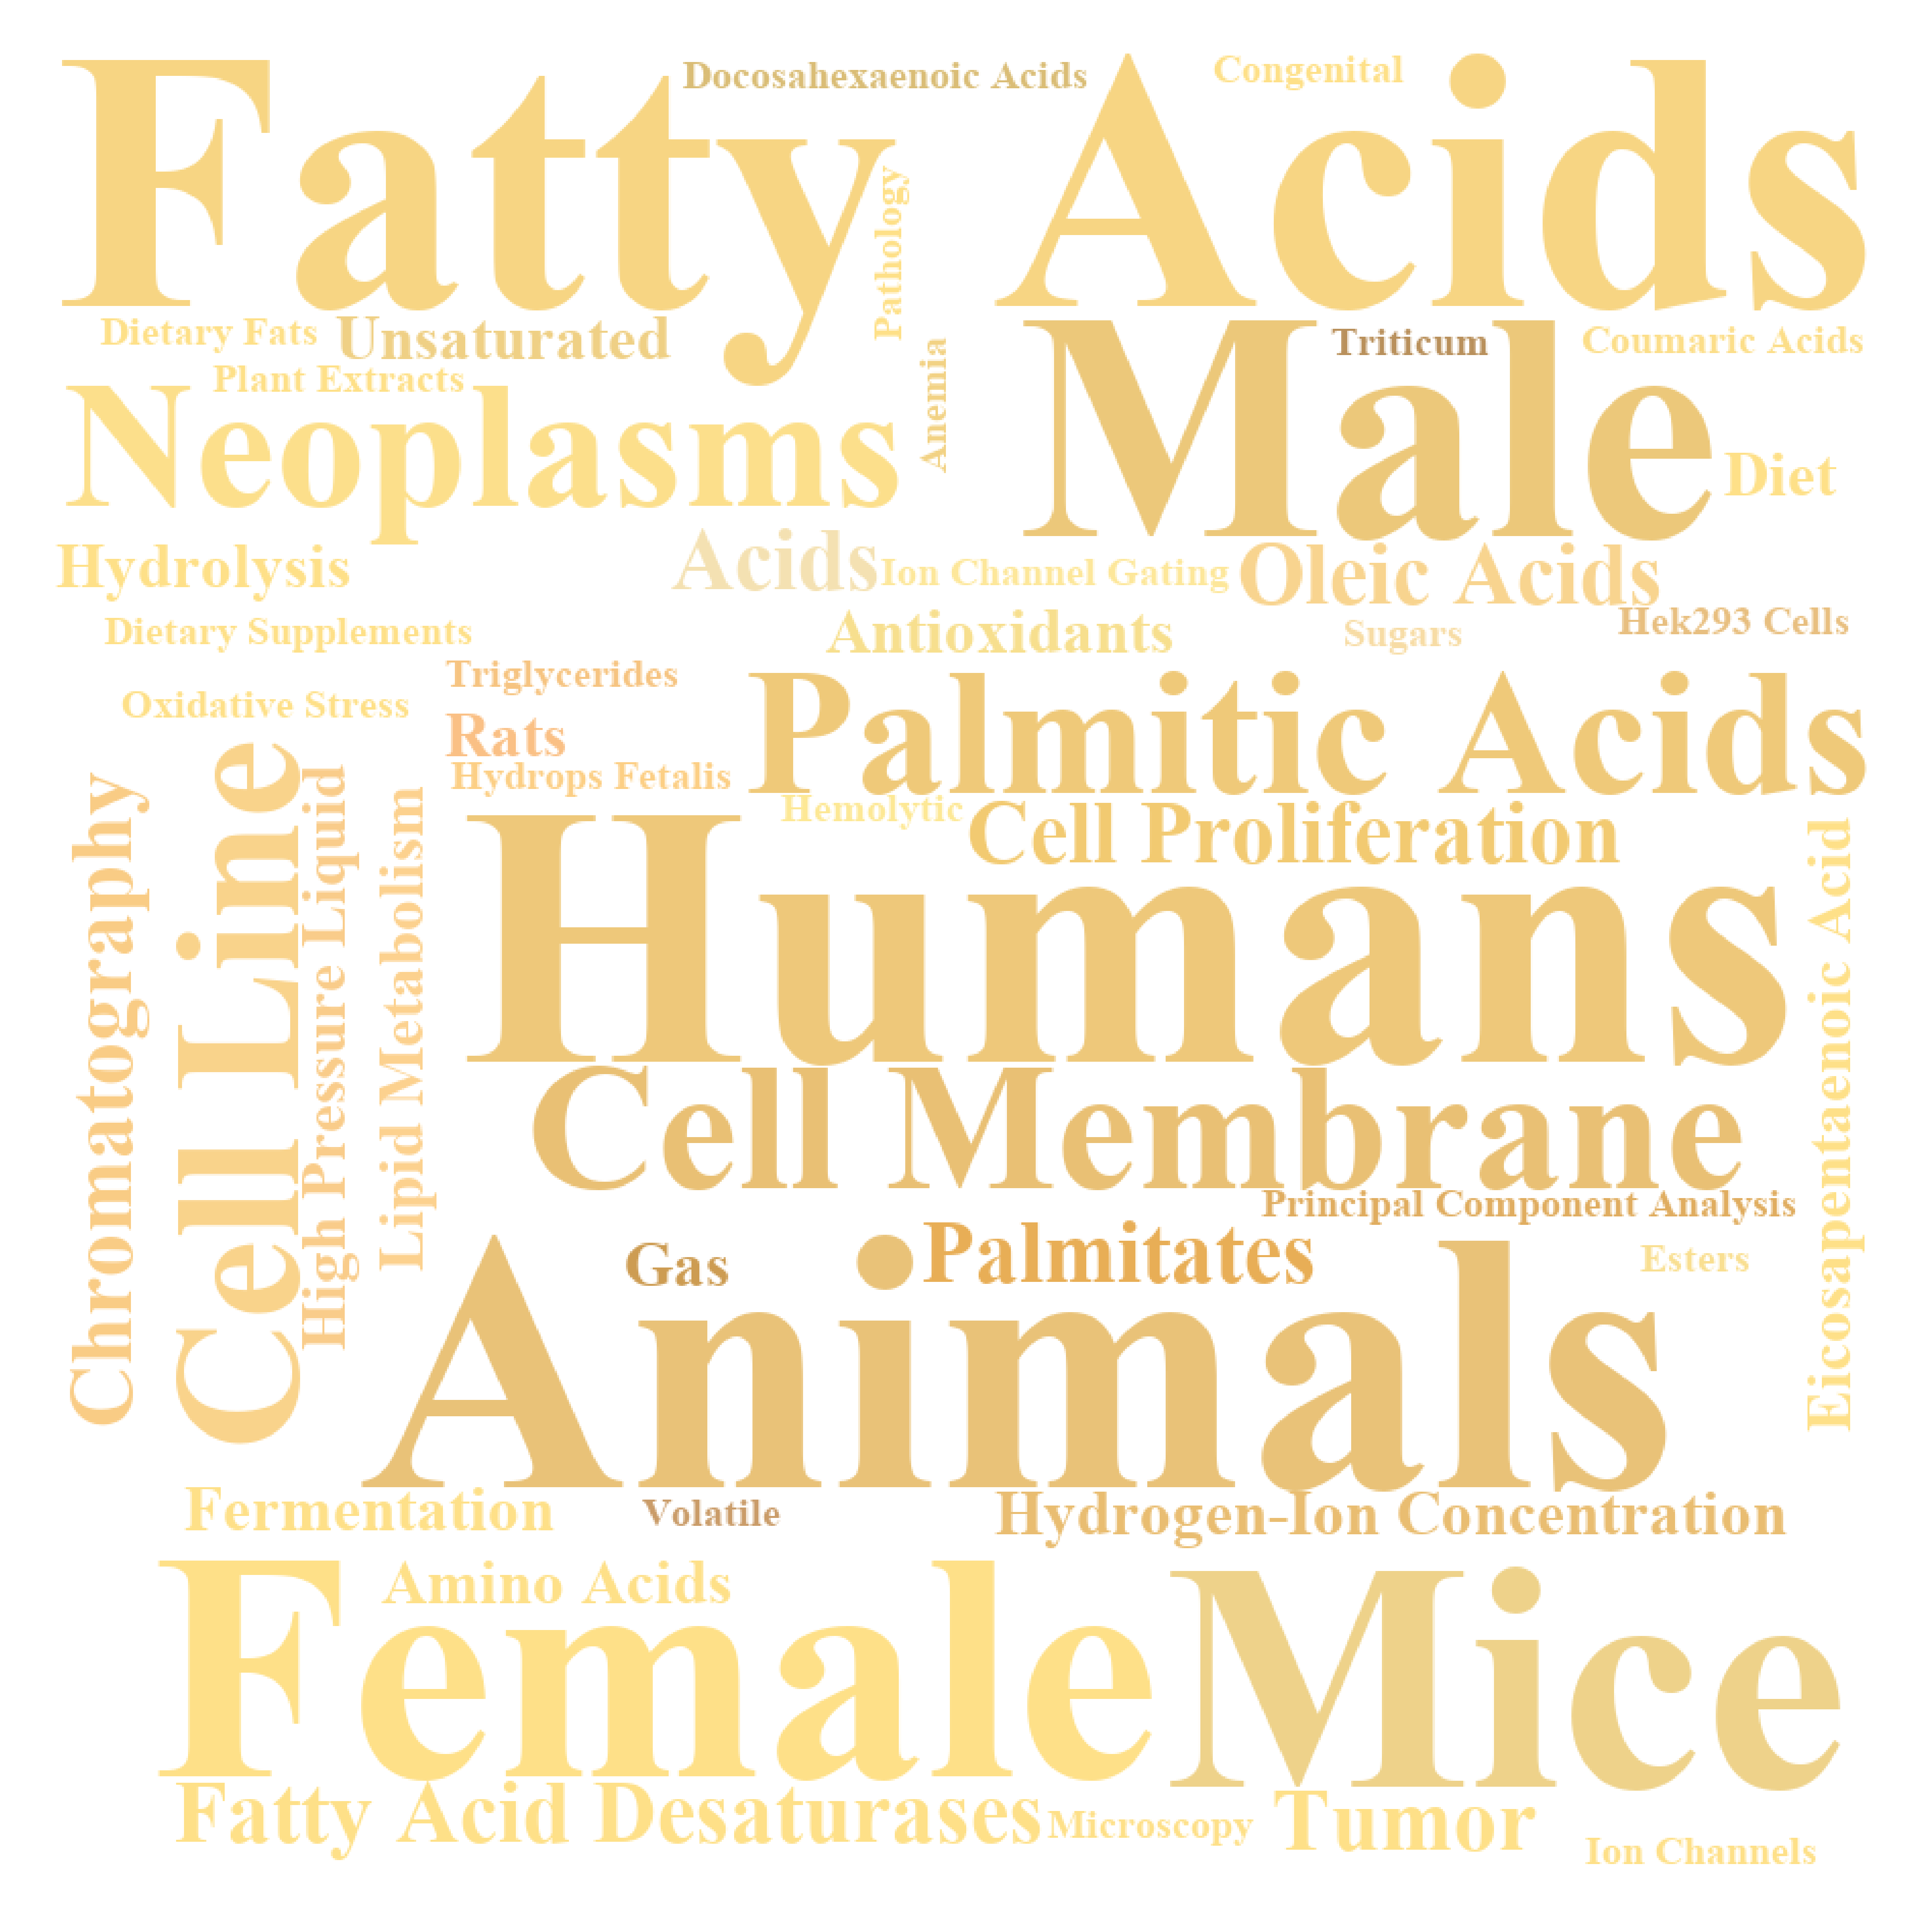 Fatty
Docosahexaenoic Acids
Acids
Congenital
Pathology
Dietary Fats
Unsaturated
Male
Triticum
Coumaric Acids
Plant Extracts
Anemia
Neoplasms
Diet
Hydrolysis
Acids
Ion Channel Gating
Oleic Acids
Dietary Supplements
Antioxidants
Sugars
Hek293 Cells
Triglycerides
Palmitic Acids
Oxidative Stress
Rats
Hydrops Fetalis
Hemolytic
Cell Proliferation
Chromatography
Cell Line
High Pressure Liquid
Lipid Metabolism
Humans
Eicosapentaenoic Acid
Cell Membrane
Principal Component Analysis
Gas
Palmitates
Esters
Animals
Fermentation
Volatile
Hydrogen-Ion Concentration
Amino Acids
Female
Mice
Fatty Acid Desaturases
Microscopy
Tumor
Ion Channels